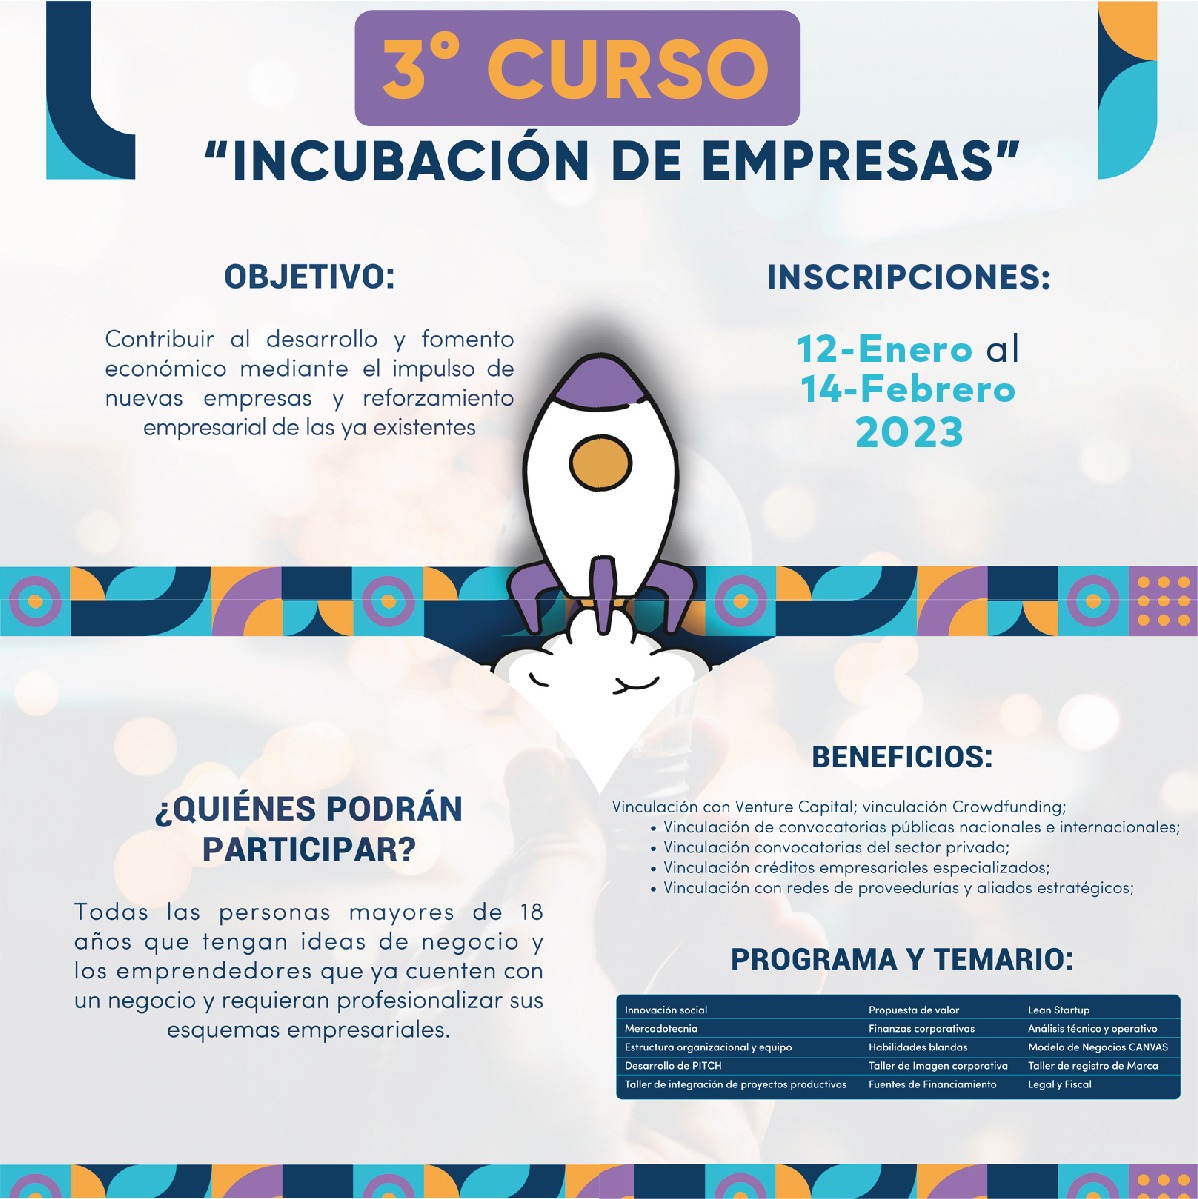 3° CURSO
“INCUBACIÓN DE EMPRESAS”
OBJETIVO:
Contribuir al desarrollo y fomento
económico mediante el impulso de
nuevas empresas y reforzamiento
empresarial de las ya existentes
INSCRIPCIONES:
12-Enero al
14-Febrero
2023
¿QUIÉNES PODRÁN
PARTICIPAR?
Todas las personas mayores de 18
años que tengan ideas de negocio y
los emprendedores que ya cuenten con
un negocio y requieran profesionalizar sus
esquemas empresariales.
BENEFICIOS:
Vinculación con Venture Capital; vinculación Crowdfunding;
• Vinculación de convocatorias públicas nacionales e internacionales;
• Vinculación convocatorias del sector privado;
• Vinculación créditos empresariales especializados;
• Vinculación con redes de proveedurías y aliados estratégicos;
PROGRAMA Y TEMARIO:
Innovación social Propuesta de valor Lean Startup
Mercadotecnia Finanzas corporativas Análisis técnico y operativo
Estructura organizacional y equipo Habilidades blandas Modelo de Negocios CANVAS
Desarrollo de PITCH Taller de Imagen corporativa Taller de registro de Marca
Taller de integración de proyectos productivos Fuentes de Financiamiento Legal y Fiscal